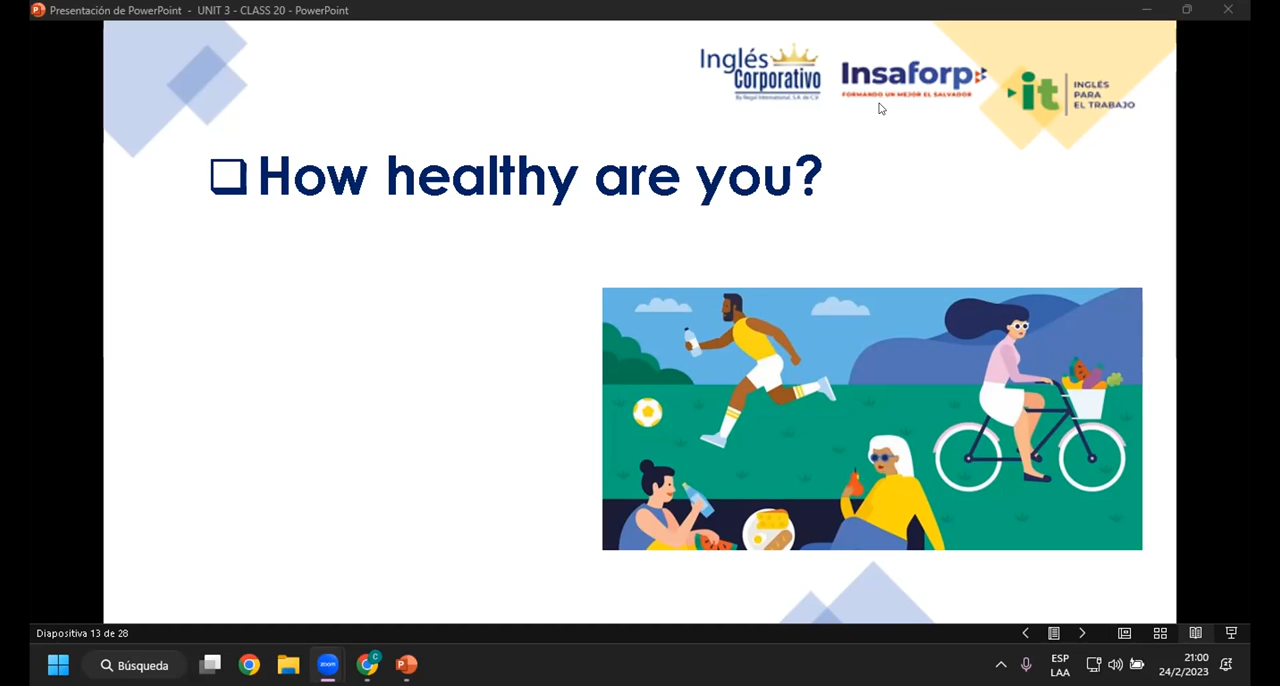 Presentación de PowerPoint - UNIT 3 - CLASS 20 - PowerPoint
Inglés
Corporativo
By Regal International, S.A. de C.V.
Insaforp
FORMANDO UN MEJOR EL SALVADOR
it
INGLÉS
PARA
EL TRABAJO
How healthy are you?
Diapositiva 13 de 28
Búsqueda
zoom
C
P
ESP
LAA
21:00
24/2/2023